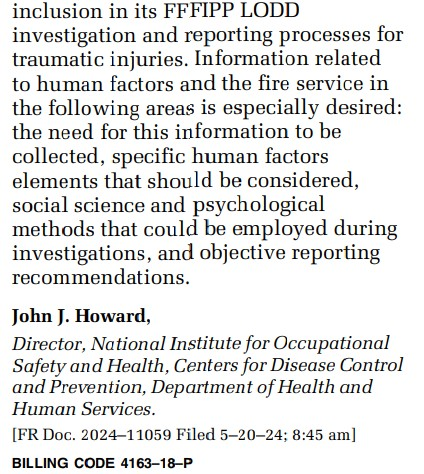 inclusion in its FFFIPP LODD
investigation and reporting processes for
traumatic injuries. Information related
to human factors and the fire service in
the following areas is especially desired:
the need for this information to be
collected, specific human factors
elements that should be considered,
social science and psychological
methods that could be employed during
investigations, and objective reporting
recommendations.
John J. Howard,
Director, National Institute for Occupational
Safety and Health, Centers for Disease Control
and Prevention, Department of Health and
Human Services.
[FR Doc. 2024–11059 Filed 5–20–24; 8:45 am]
BILLING CODE 4163–18–P